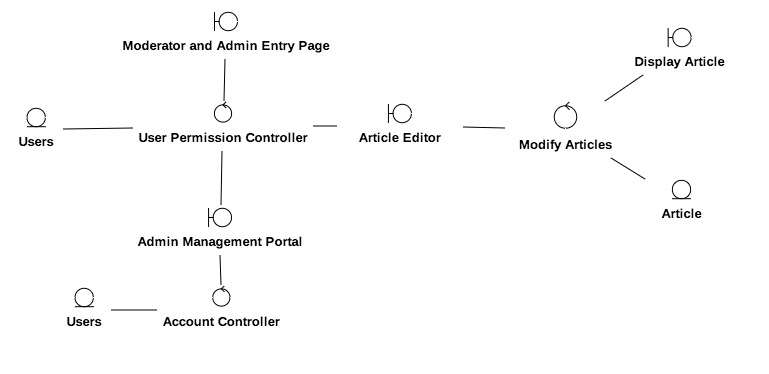 Moderator and Admin Entry Page
Display Article
Users
User Permission Controller
Article Editor
Modify Articles
Article
Admin Management Portal
Users
Account Controller